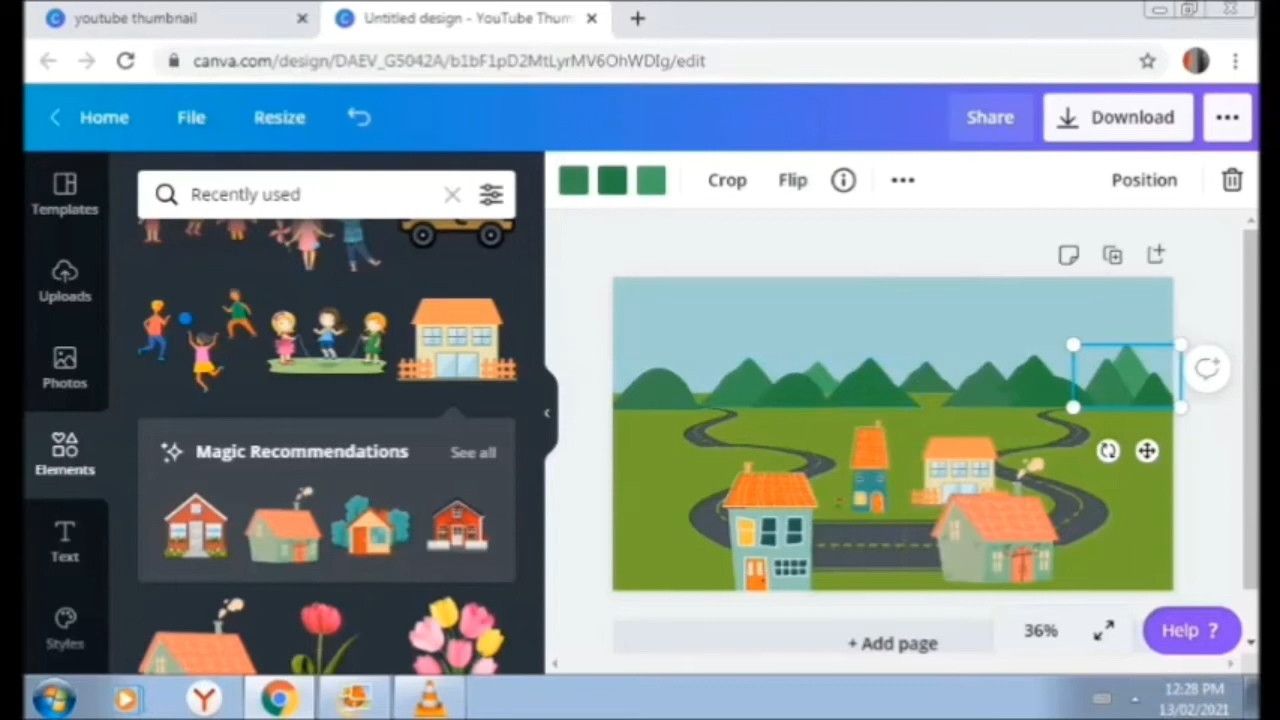 youtube thumbnail
Untitled design - YouTube Thum
canva.com/design/DAEV_G5042A/b1bF1pD2MtLyrMV6OhWDIg/edit
Home
File
Resize
Share
Download
Templates
Uploads
Photos
Elements
Text
Styles
Recently used
Magic Recommendations
See all
Crop
Flip
Position
+ Add page
36%
Help ?
12:28 PM
13/02/2021